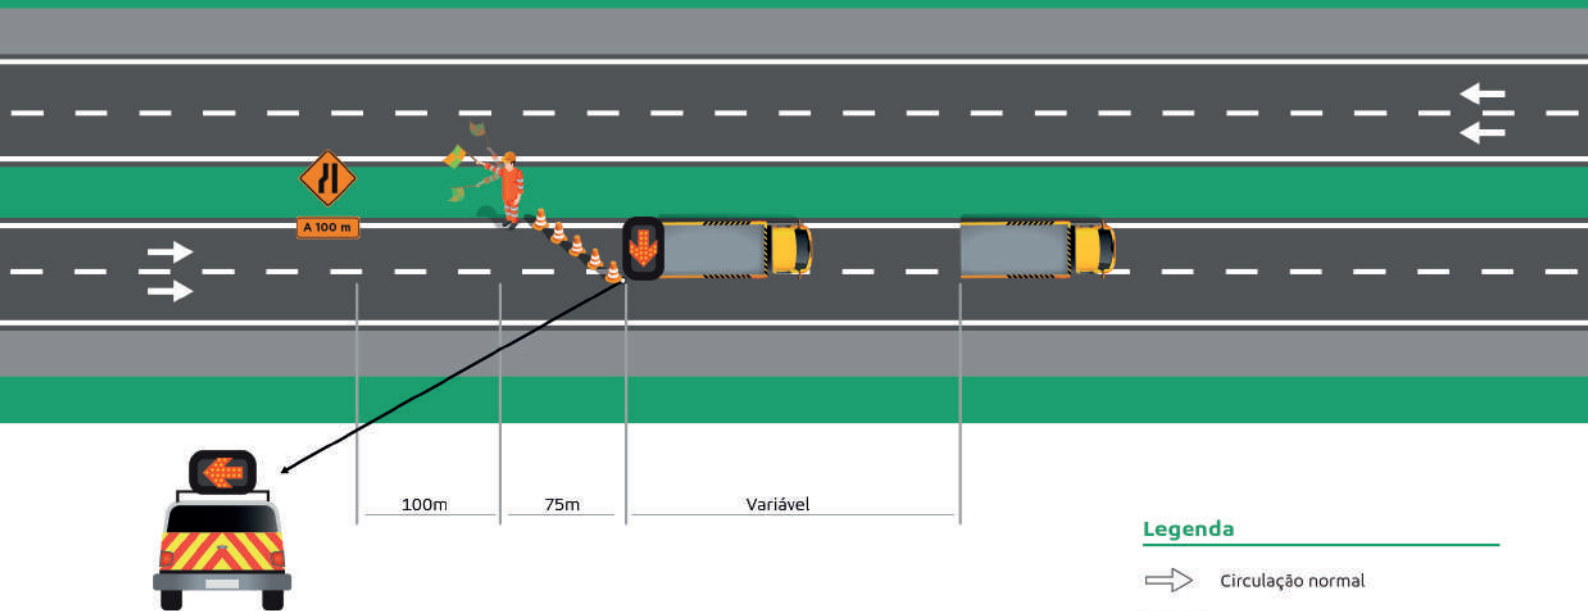 A 100 m
100m
75m
Variável
Legenda
Circulação normal